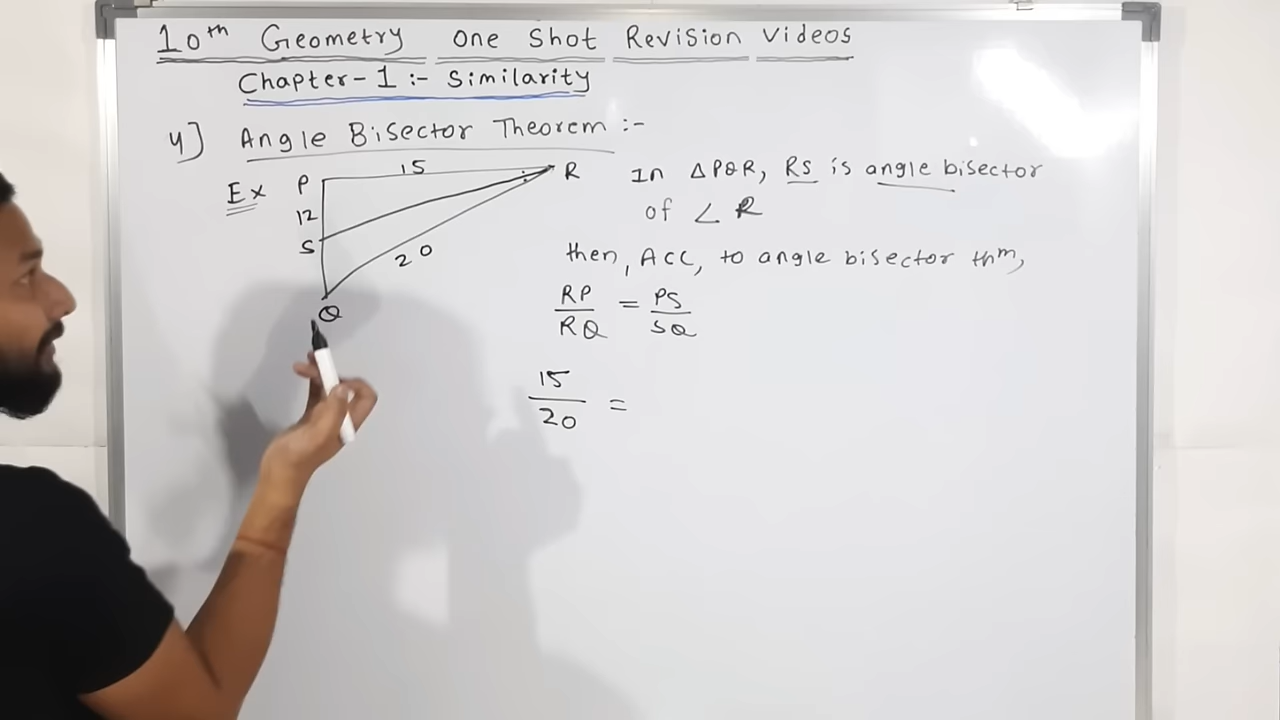 10th Geometry one Shot Revision Videos
Chapter-1 :- Similarity
4] Angle Bisector Theorem :-
Ex
P 15 R
12
S
20
Q
In △PQR, RS is angle bisector
of ∠R
then, Acc, to angle bisector thm,
RP/RQ = PS/SQ
15/20 =